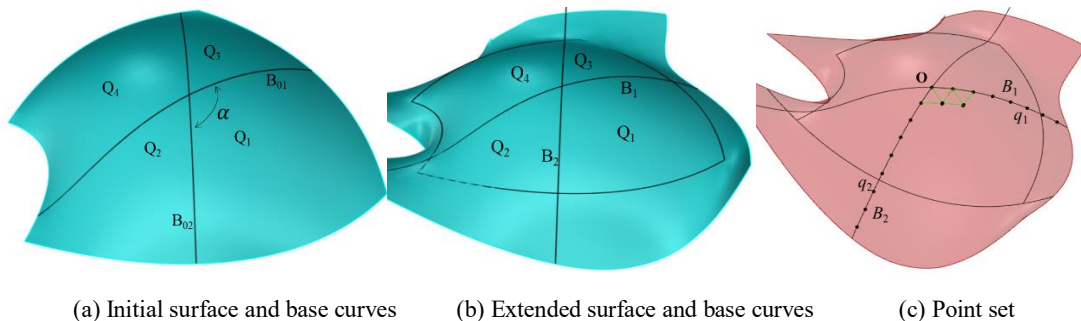 Q₃
Q₄
B₀₁
α
Q₂
Q₁
B₀₂
Q₃
Q₄
B₁
Q₁
Q₂
B₂
O
B₁
q₁
q₂
B₂
(a) Initial surface and base curves
(b) Extended surface and base curves
(c) Point set